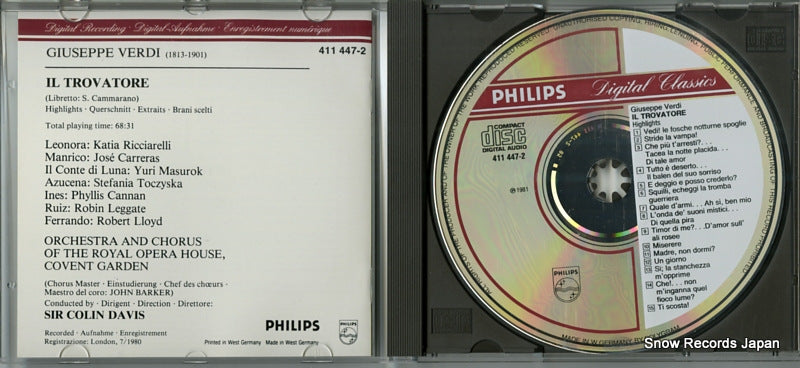 Digital Recording · Digital-Aufnahme · Enregistrement numérique
GIUSEPPE VERDI (1813-1901)
411 447-2
IL TROVATORE
(Libretto: S. Cammarano)
Highlights · Querschnitt · Extraits · Brani scelti
Total playing time: 68:31
Leonora: Katia Ricciarelli
Manrico: José Carreras
Il Conte di Luna: Yuri Masurok
Azucena: Stefania Toczyska
Ines: Phyllis Cannan
Ruiz: Robin Leggate
Ferrando: Robert Lloyd
ORCHESTRA AND CHORUS
OF THE ROYAL OPERA HOUSE,
COVENT GARDEN
(Chorus Master · Einstudierung · Chef des chœurs ·
Maestro del coro: JOHN BARKER)
Conducted by · Dirigent · Direction · Direttore:
SIR COLIN DAVIS
Recorded · Aufnahme · Enregistrement
Registrazione: London, 7/1980
Printed in West Germany Made in West Germany
PHILIPS
PHILIPS
PHILIPS Digital Classics
COMPACT
disc
DIGITAL AUDIO
411 447-2
℗ 1981
PHILIPS
Giuseppe Verdi
IL TROVATORE
Highlights
1 Vedi! le fosche notturne spoglie
2 Stride la vampa!
3 Che più t'arresti?...
Tacea la notte placida...
Di tale amor
4 Tutto è deserto...
Il balen del suo sorriso
5 E deggio e posso crederlo?
6 Squilli, echeggi la tromba
guerriera
7 Quale d'armi... Ah sì, ben mio
8 L'onda de' suoni mistici...
Di quella pira
9 Timor di me?... D'amor sull'
ali rosee
10 Miserere
11 Madre, non dormi?
12 Un giorno
13 Sì; la stanchezza
m'opprime
14 Che!... non
m'inganna quel
fioco lume?
15 Ti scosta!
MADE IN W. GERMANY BY POLYGRAM
Snow Records Japan